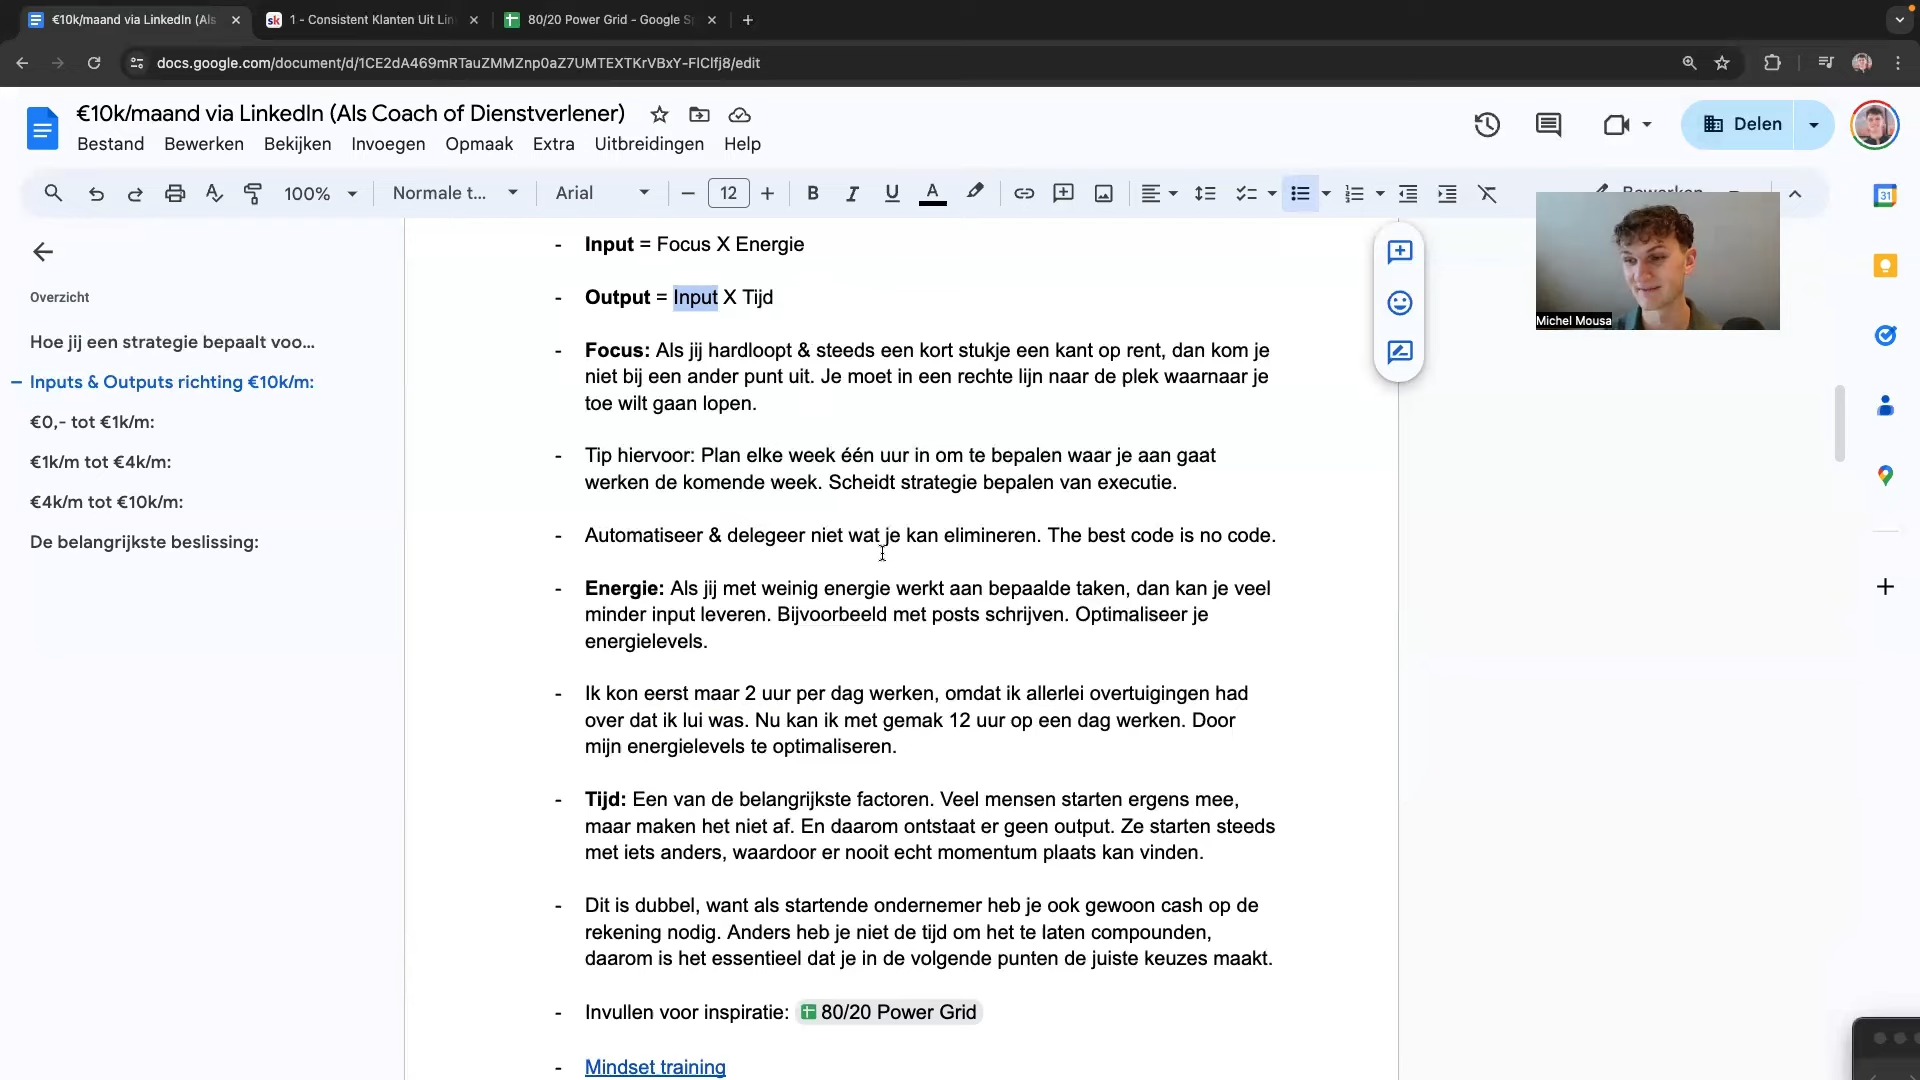 €10k/maand via LinkedIn (Als
1 - Consistent Klanten Uit Lin
80/20 Power Grid - Google S
docs.google.com/document/d/1CE2dA469mRTauZMMZnp0aZ7UMTEXTKrVBxY-FlClfj8/edit
€10k/maand via LinkedIn (Als Coach of Dienstverlener)
Bestand Bewerken Bekijken Invoegen Opmaak Extra Uitbreidingen Help
Delen
100% Normale t... Arial 12
Overzicht
Hoe jij een strategie bepaalt voo...
Inputs & Outputs richting €10k/m:
€0,- tot €1k/m:
€1k/m tot €4k/m:
€4k/m tot €10k/m:
De belangrijkste beslissing:
- Input = Focus X Energie
- Output = Input X Tijd
- Focus: Als jij hardloopt & steeds een kort stukje een kant op rent, dan kom je
niet bij een ander punt uit. Je moet in een rechte lijn naar de plek waarnaar je
toe wilt gaan lopen.
- Tip hiervoor: Plan elke week één uur in om te bepalen waar je aan gaat
werken de komende week. Scheidt strategie bepalen van executie.
- Automatiseer & delegeer niet wat je kan elimineren. The best code is no code.
- Energie: Als jij met weinig energie werkt aan bepaalde taken, dan kan je veel
minder input leveren. Bijvoorbeeld met posts schrijven. Optimaliseer je
energielevels.
- Ik kon eerst maar 2 uur per dag werken, omdat ik allerlei overtuigingen had
over dat ik lui was. Nu kan ik met gemak 12 uur op een dag werken. Door
mijn energielevels te optimaliseren.
- Tijd: Een van de belangrijkste factoren. Veel mensen starten ergens mee,
maar maken het niet af. En daarom ontstaat er geen output. Ze starten steeds
met iets anders, waardoor er nooit echt momentum plaats kan vinden.
- Dit is dubbel, want als startende ondernemer heb je ook gewoon cash op de
rekening nodig. Anders heb je niet de tijd om het te laten compounden,
daarom is het essentieel dat je in de volgende punten de juiste keuzes maakt.
- Invullen voor inspiratie: 80/20 Power Grid
- Mindset training
Michel Mousa
31